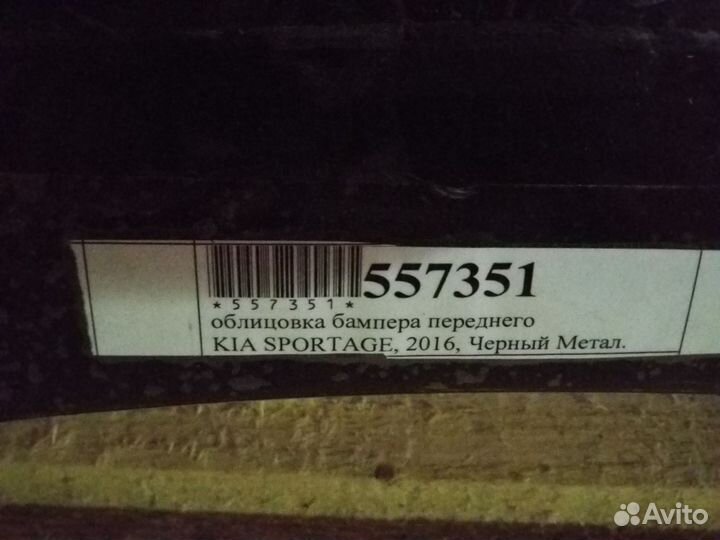 557351
*557351*
облицовка бампера переднего
KIA SPORTAGE, 2016, Черный Метал.
Avito